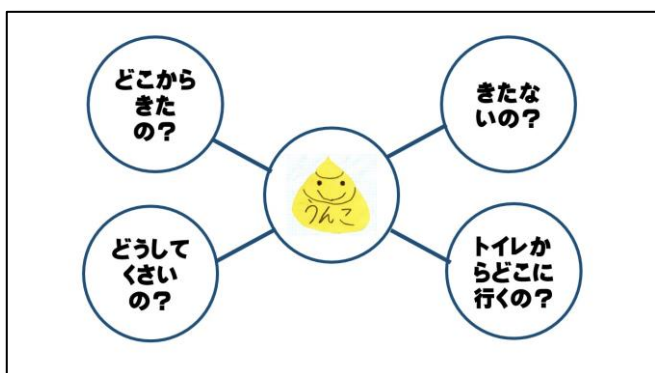 どこから
きた
の？
きたな
いの？
うんこ
どうして
くさい
の？
トイレか
らどこに
行くの？